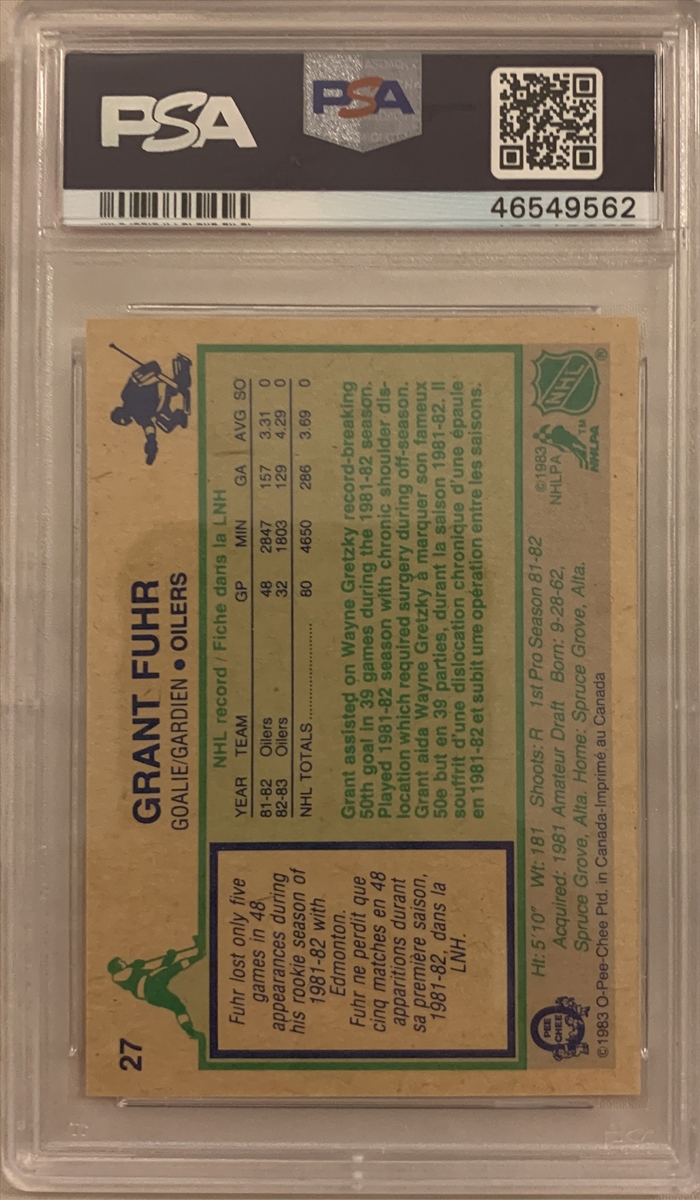 PSA
PSA
46549562
27
GRANT FUHR
GOALIE/GARDIEN • OILERS
Fuhr lost only five
games in 48
appearances during
his rookie season of
1981-82 with
Edmonton.
Fuhr ne perdit que
cinq matches en 48
apparitions durant
sa première saison,
1981-82, dans la
LNH.
NHL record / Fiche dans la LNH
YEAR TEAM GP MIN GA AVG SO
81-82 Oilers 48 2847 157 3.31 0
82-83 Oilers 32 1803 129 4.29 0
NHL TOTALS ................ 80 4650 286 3.69 0
Grant assisted on Wayne Gretzky record-breaking
50th goal in 39 games during the 1981-82 season.
Played 1981-82 season with chronic shoulder dis-
location which required surgery during off-season.
Grant aida Wayne Gretzky à marquer son fameux
50e but en 39 parties, durant la saison 1981-82. Il
souffrit d'une dislocation chronique d'une épaule
en 1981-82 et subit une opération entre les saisons.
Ht: 5'10" Wt: 181 Shoots: R 1st Pro Season 81-82
Acquired: 1981 Amateur Draft Born: 9-28-62,
Spruce Grove, Alta. Home: Spruce Grove, Alta.
©1983 O-Pee-Chee Ptd. in Canada-Imprimé au Canada
O PEE CHEE
©1983
NHLPA
NHLPA ™
NHL ®